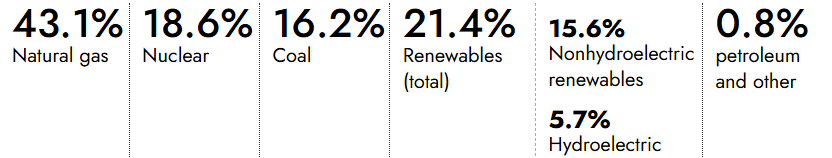 43.1%
Natural gas
18.6%
Nuclear
16.2%
Coal
21.4%
Renewables
(total)
15.6%
Nonhydroelectric
renewables
5.7%
Hydroelectric
0.8%
petroleum
and other